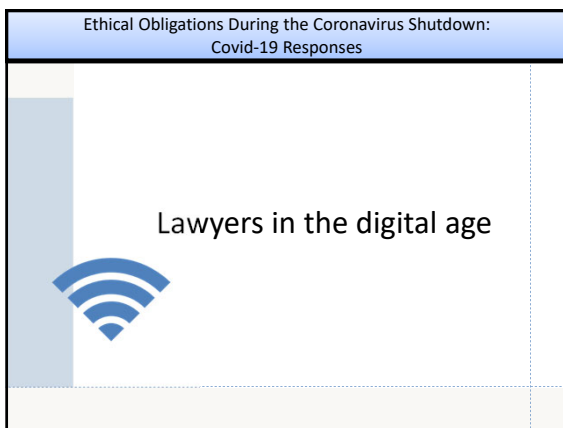 Ethical Obligations During the Coronavirus Shutdown:
Covid-19 Responses
Lawyers in the digital age